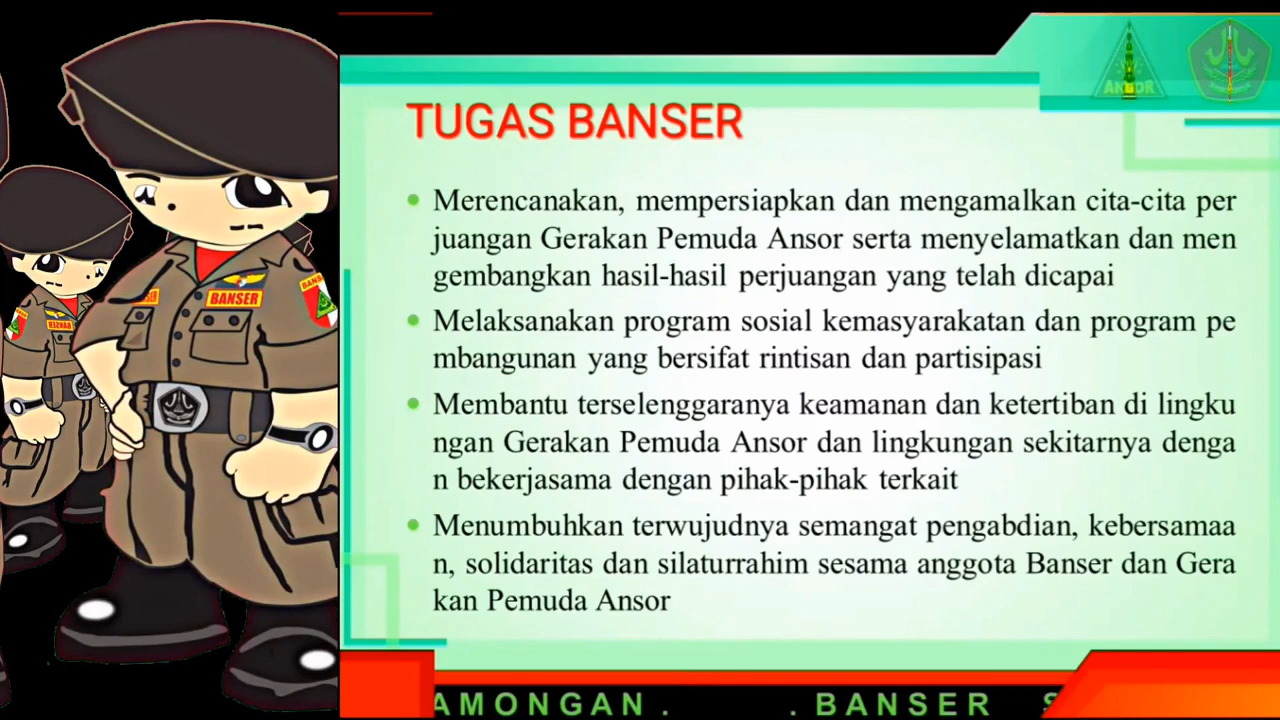 ANSOR
TUGAS BANSER
Merencanakan, mempersiapkan dan mengamalkan cita-cita per
juangan Gerakan Pemuda Ansor serta menyelamatkan dan men
gembangkan hasil-hasil perjuangan yang telah dicapai
Melaksanakan program sosial kemasyarakatan dan program pe
mbangunan yang bersifat rintisan dan partisipasi
Membantu terselenggaranya keamanan dan ketertiban di lingku
ngan Gerakan Pemuda Ansor dan lingkungan sekitarnya denga
n bekerjasama dengan pihak-pihak terkait
Menumbuhkan terwujudnya semangat pengabdian, kebersamaa
n, solidaritas dan silaturrahim sesama anggota Banser dan Gera
kan Pemuda Ansor
BANSER
BANSER
AMONGAN . . BANSER S